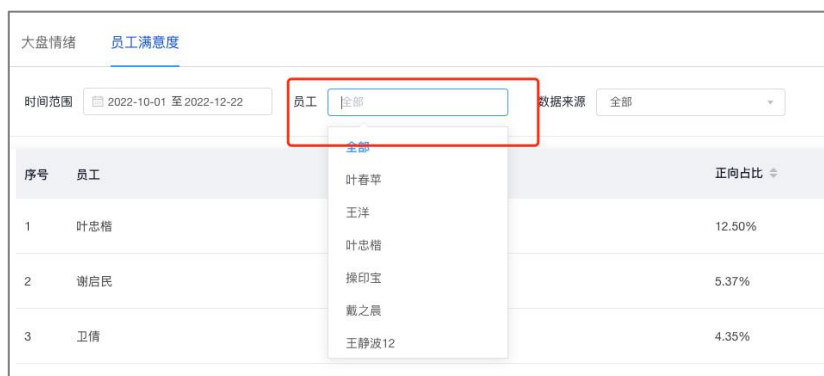 大盘情绪 员工满意度
时间范围 2022-10-01 至 2022-12-22 员工 全部 数据来源 全部
全部
序号 员工 正向占比
叶春苹
王洋
1 叶忠楷 12.50%
叶忠楷
操印宝
2 谢启民 5.37%
戴之晨
3 卫倩 4.35%
王静波12